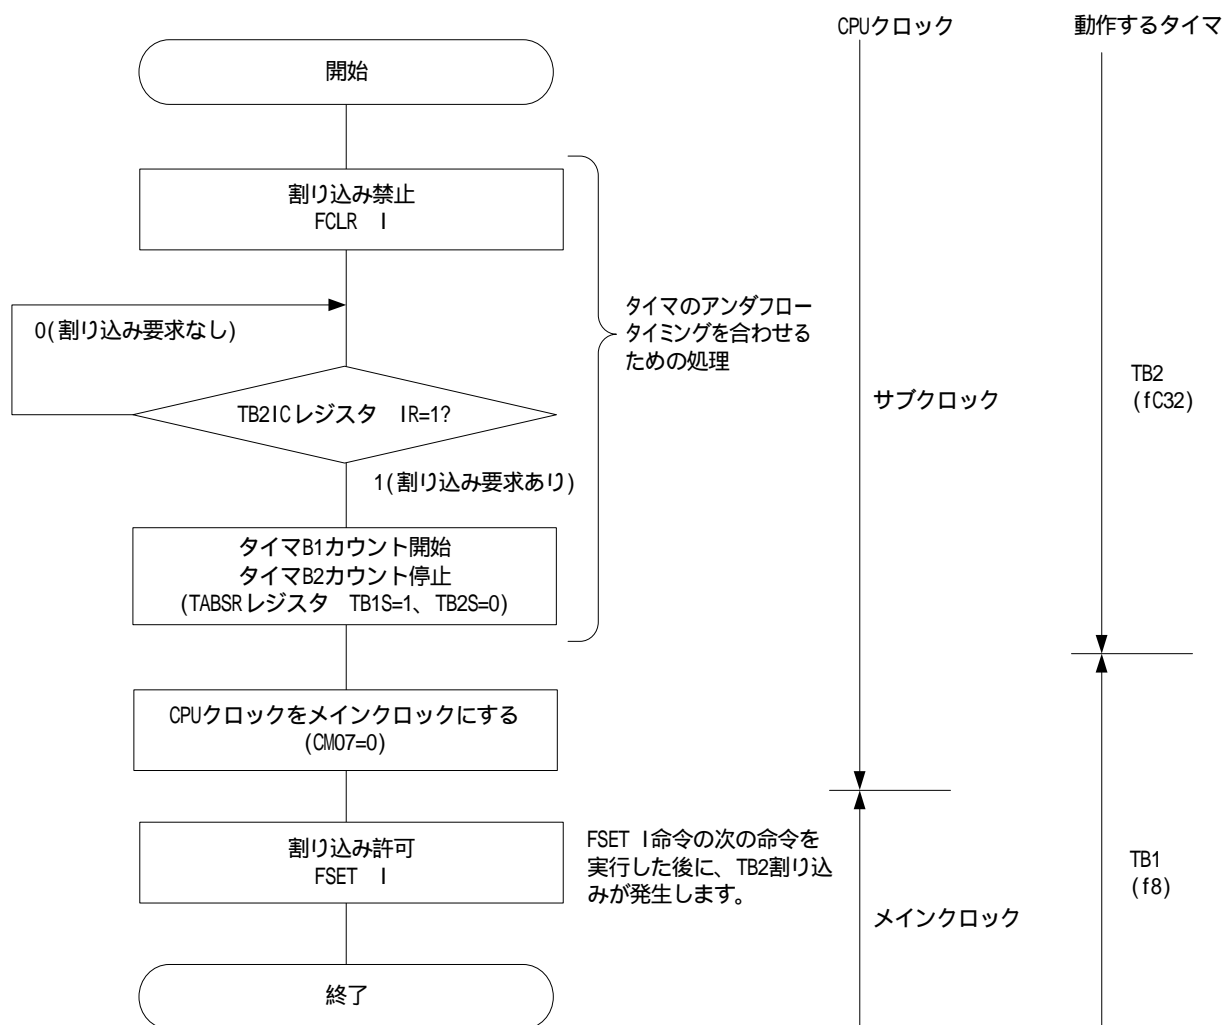 CPUクロック
動作するタイマ
開始
割り込み禁止
FCLR I
タイマのアンダフロー
タイミングを合わせる
ための処理
0(割り込み要求なし)
TB2ICレジスタ IR=1?
1(割り込み要求あり)
サブクロック
TB2
(fC32)
タイマB1カウント開始
タイマB2カウント停止
(TABSRレジスタ TB1S=1、TB2S=0)
CPUクロックをメインクロックにする
(CM07=0)
割り込み許可
FSET I
FSET I命令の次の命令を
実行した後に、TB2割り込
みが発生します。
メインクロック
TB1
(f8)
終了